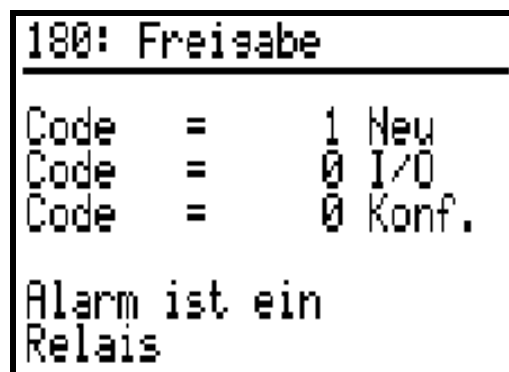 180: Freigabe
Code = 1 Neu
Code = 0 I/O
Code = 0 Konf.
Alarm ist ein
Relais